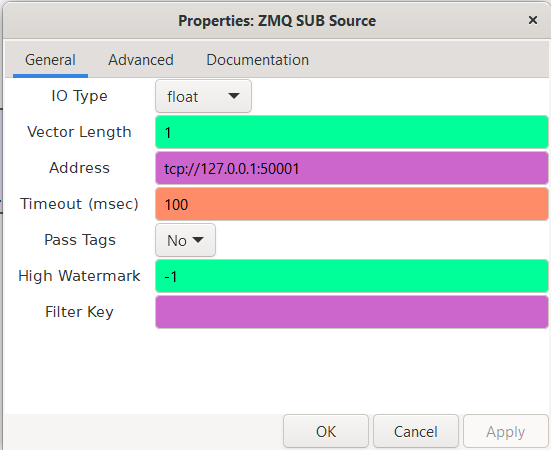 Properties: ZMQ SUB Source ×
General Advanced Documentation
IO Type float
Vector Length 1
Address tcp://127.0.0.1:50001
Timeout (msec) 100
Pass Tags No
High Watermark -1
Filter Key
OK Cancel Apply